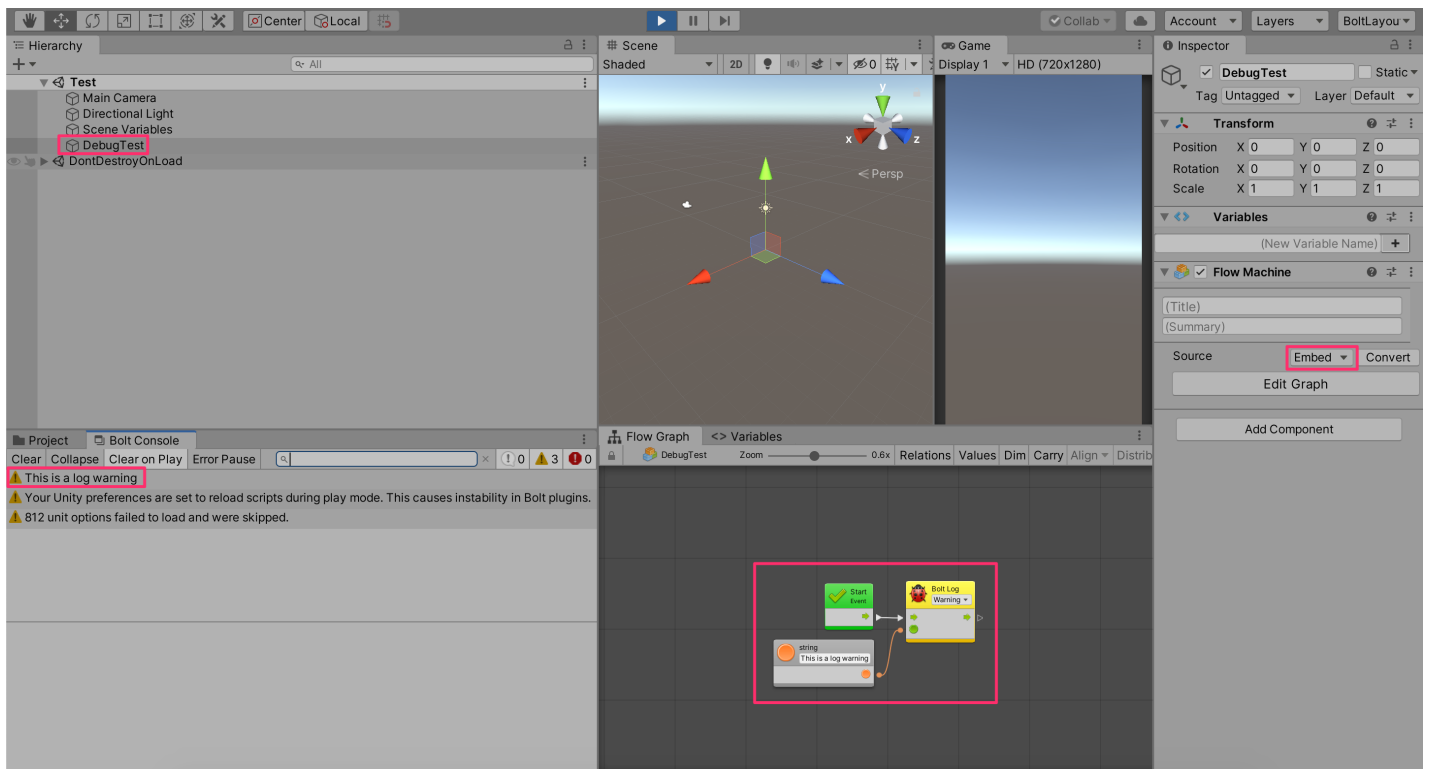 Center Local Collab Account Layers BoltLayou
Hierarchy
All
Test
Main Camera
Directional Light
Scene Variables
DebugTest
DontDestroyOnLoad
Scene
Shaded 2D 0
y
x z
Persp
Game
Display 1 HD (720x1280)
Inspector
DebugTest Static
Tag Untagged Layer Default
Transform
Position X 0 Y 0 Z 0
Rotation X 0 Y 0 Z 0
Scale X 1 Y 1 Z 1
Variables
(New Variable Name) +
Flow Machine
(Title)
(Summary)
Source Embed Convert
Edit Graph
Add Component
Project Bolt Console
Clear Collapse Clear on Play Error Pause 0 3 0
This is a log warning
Your Unity preferences are set to reload scripts during play mode. This causes instability in Bolt plugins.
812 unit options failed to load and were skipped.
Flow Graph <> Variables
DebugTest Zoom 0.6x Relations Values Dim Carry Align Distrib
Start
Event
Bolt Log
Warning
string
This is a log warning